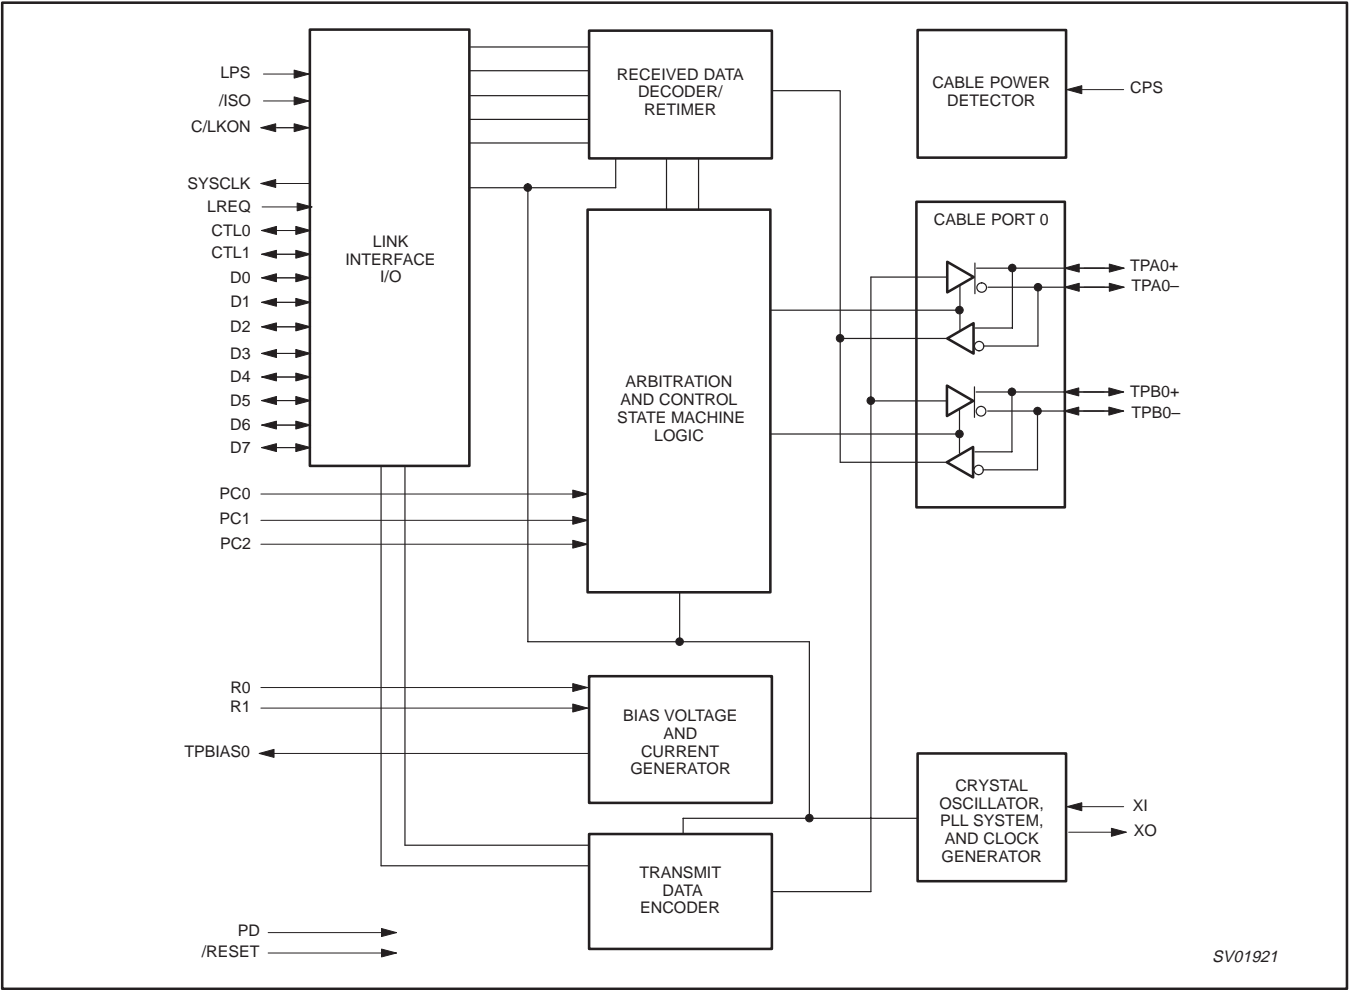 LPS
/ISO
C/LKON
SYSCLK
LREQ
CTL0
CTL1
D0
D1
D2
D3
D4
D5
D6
D7
LINK
INTERFACE
I/O
RECEIVED DATA
DECODER/
RETIMER
CABLE POWER
DETECTOR
CPS
CABLE PORT 0
TPA0+
TPA0–
TPB0+
TPB0–
ARBITRATION
AND CONTROL
STATE MACHINE
LOGIC
PC0
PC1
PC2
R0
R1
TPBIAS0
BIAS VOLTAGE
AND
CURRENT
GENERATOR
CRYSTAL
OSCILLATOR,
PLL SYSTEM,
AND CLOCK
GENERATOR
XI
XO
TRANSMIT
DATA
ENCODER
PD
/RESET
SV01921